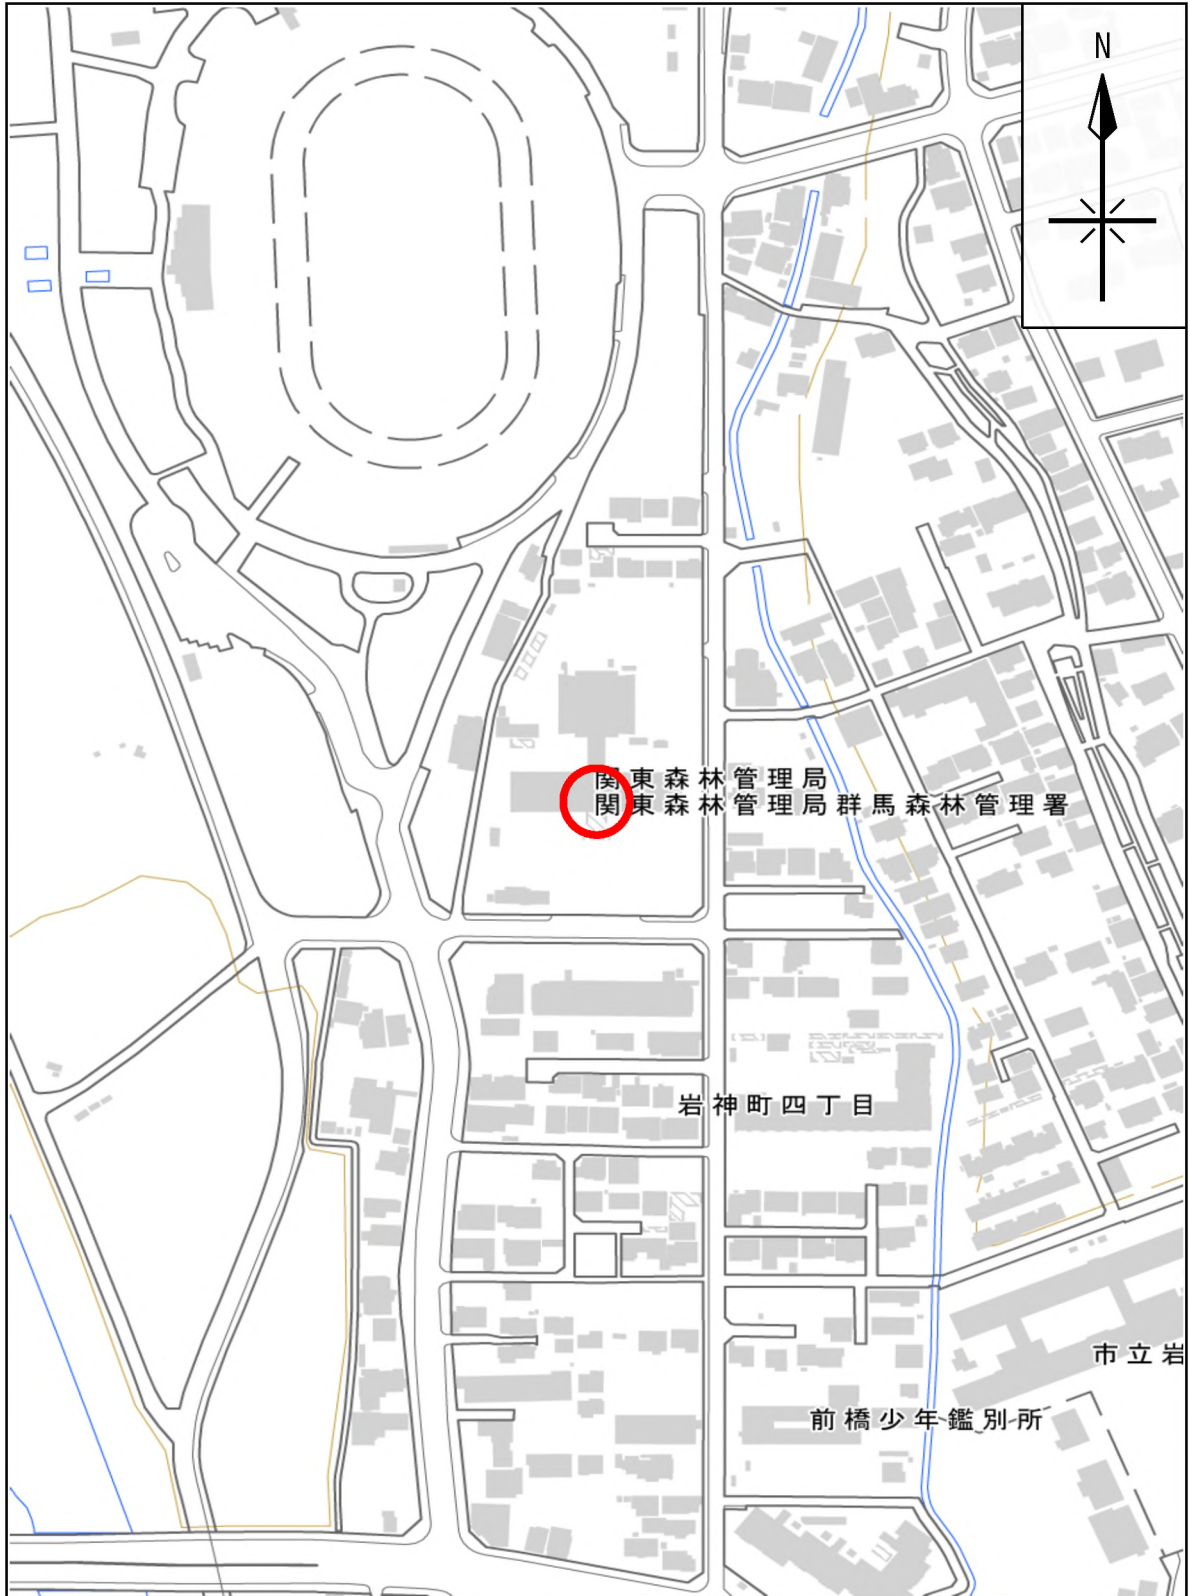 N
関東森林管理局
関東森林管理局群馬森林管理署
岩神町四丁目
市立岩
前橋少年鑑別所